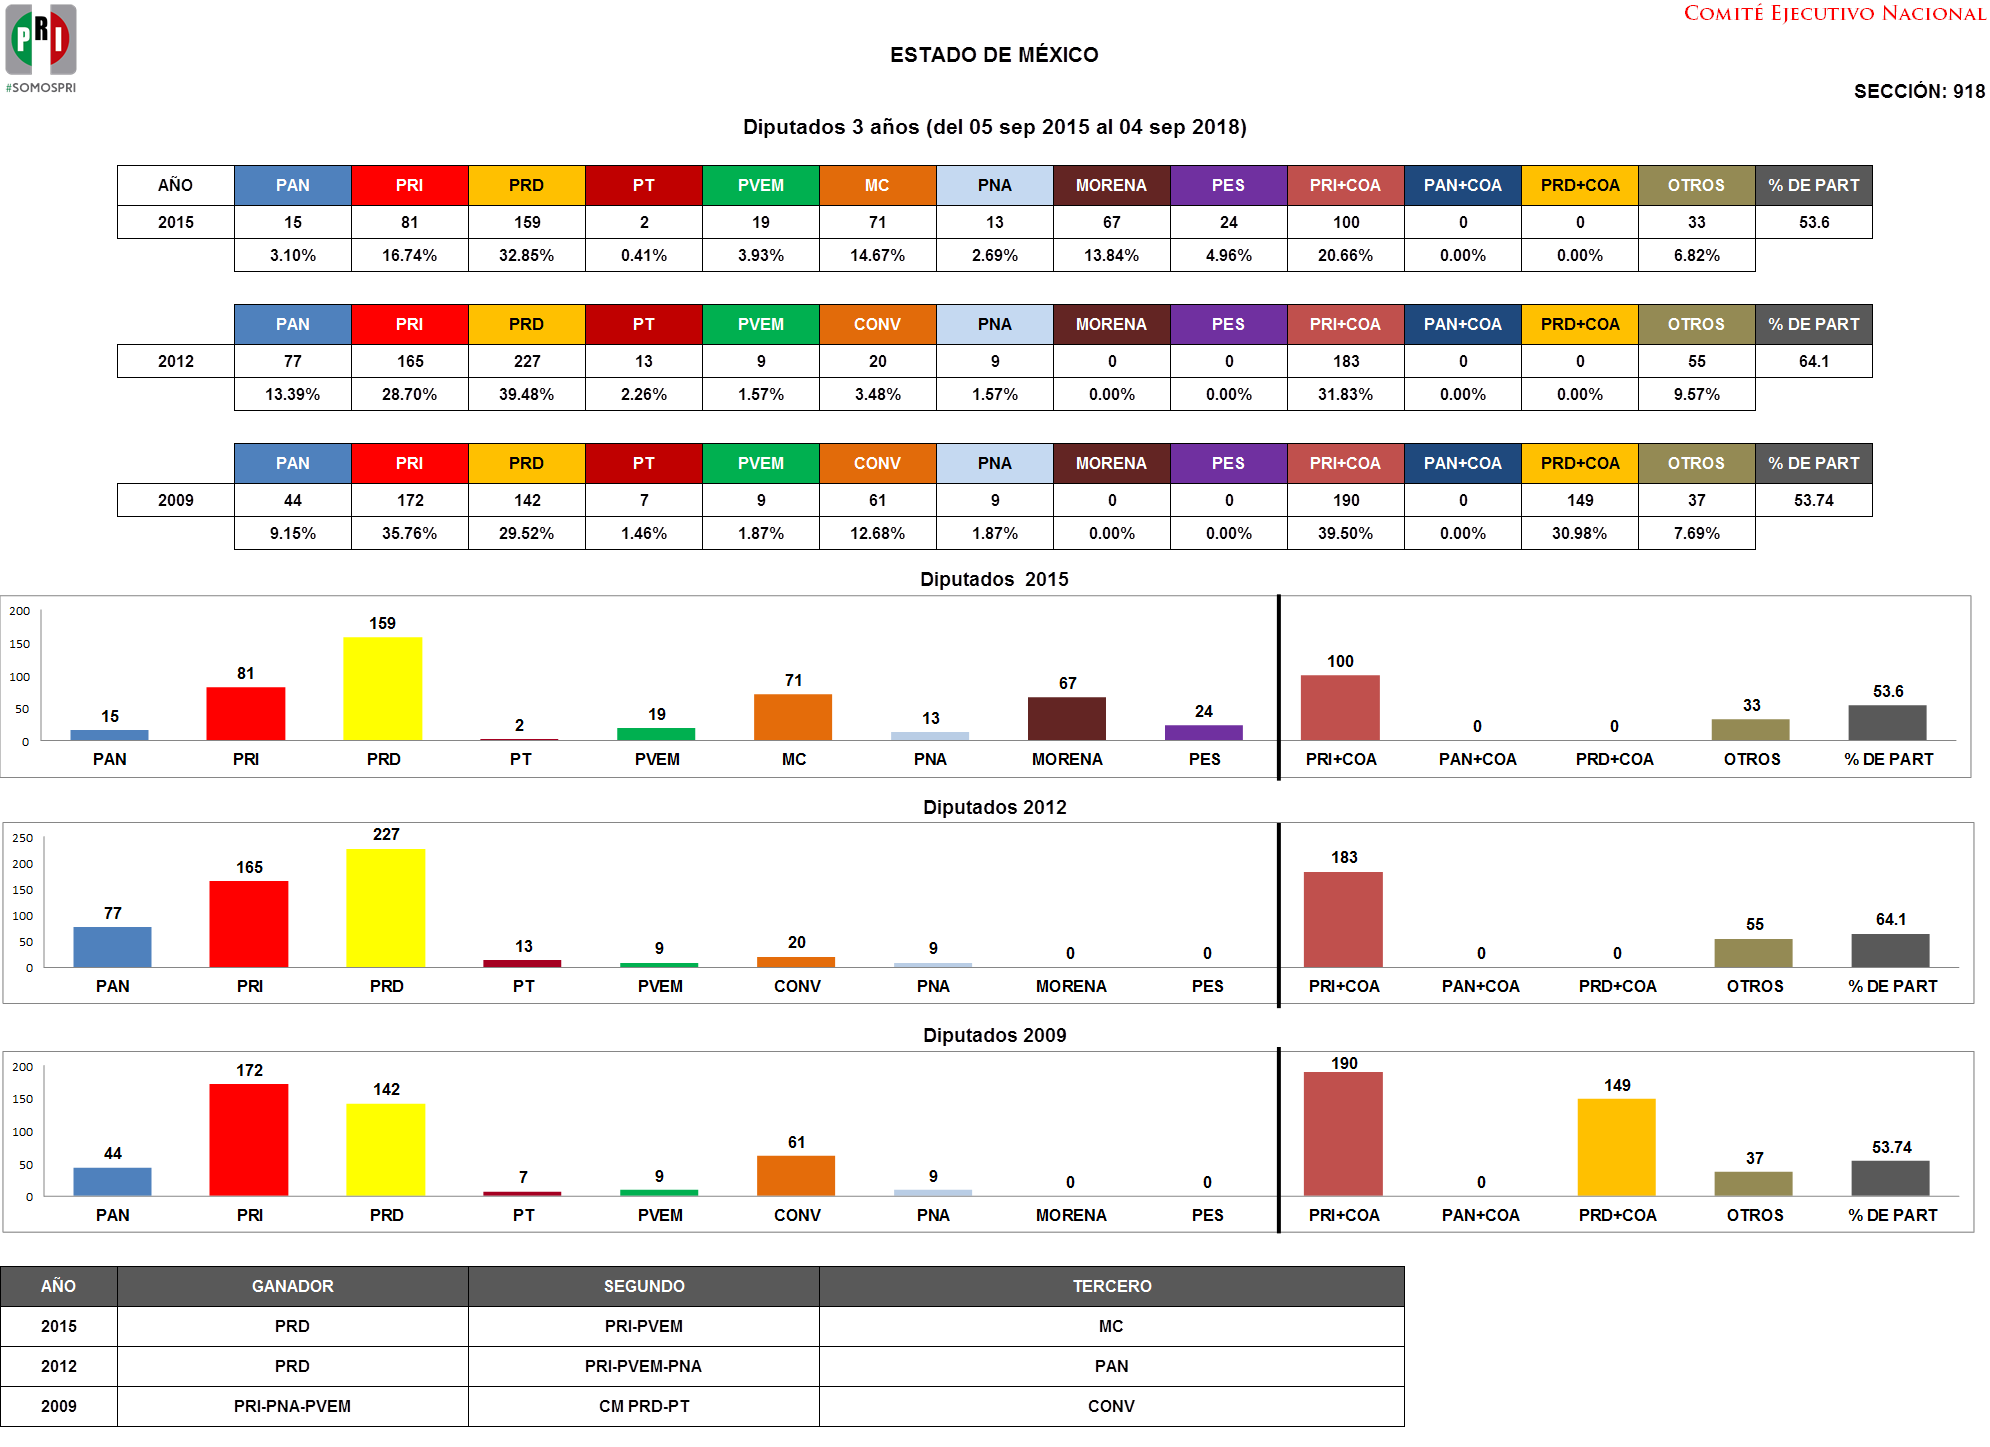 PRI
#SOMOSPRI
COMITÉ EJECUTIVO NACIONAL
ESTADO DE MÉXICO
SECCIÓN: 918
Diputados 3 años (del 05 sep 2015 al 04 sep 2018)
AÑO PAN PRI PRD PT PVEM MC PNA MORENA PES PRI+COA PAN+COA PRD+COA OTROS % DE PART
2015 15 81 159 2 19 71 13 67 24 100 0 0 33 53.6
3.10% 16.74% 32.85% 0.41% 3.93% 14.67% 2.69% 13.84% 4.96% 20.66% 0.00% 0.00% 6.82%
PAN PRI PRD PT PVEM CONV PNA MORENA PES PRI+COA PAN+COA PRD+COA OTROS % DE PART
2012 77 165 227 13 9 20 9 0 0 183 0 0 55 64.1
13.39% 28.70% 39.48% 2.26% 1.57% 3.48% 1.57% 0.00% 0.00% 31.83% 0.00% 0.00% 9.57%
PAN PRI PRD PT PVEM CONV PNA MORENA PES PRI+COA PAN+COA PRD+COA OTROS % DE PART
2009 44 172 142 7 9 61 9 0 0 190 0 149 37 53.74
9.15% 35.76% 29.52% 1.46% 1.87% 12.68% 1.87% 0.00% 0.00% 39.50% 0.00% 30.98% 7.69%
Diputados 2015
200
150
100
50
0
15 81 159 2 19 71 13 67 24 100 0 0 33 53.6
PAN PRI PRD PT PVEM MC PNA MORENA PES PRI+COA PAN+COA PRD+COA OTROS % DE PART
Diputados 2012
250
200
150
100
50
0
77 165 227 13 9 20 9 0 0 183 0 0 55 64.1
PAN PRI PRD PT PVEM CONV PNA MORENA PES PRI+COA PAN+COA PRD+COA OTROS % DE PART
Diputados 2009
200
150
100
50
0
44 172 142 7 9 61 9 0 0 190 0 149 37 53.74
PAN PRI PRD PT PVEM CONV PNA MORENA PES PRI+COA PAN+COA PRD+COA OTROS % DE PART
AÑO GANADOR SEGUNDO TERCERO
2015 PRD PRI-PVEM MC
2012 PRD PRI-PVEM-PNA PAN
2009 PRI-PNA-PVEM CM PRD-PT CONV